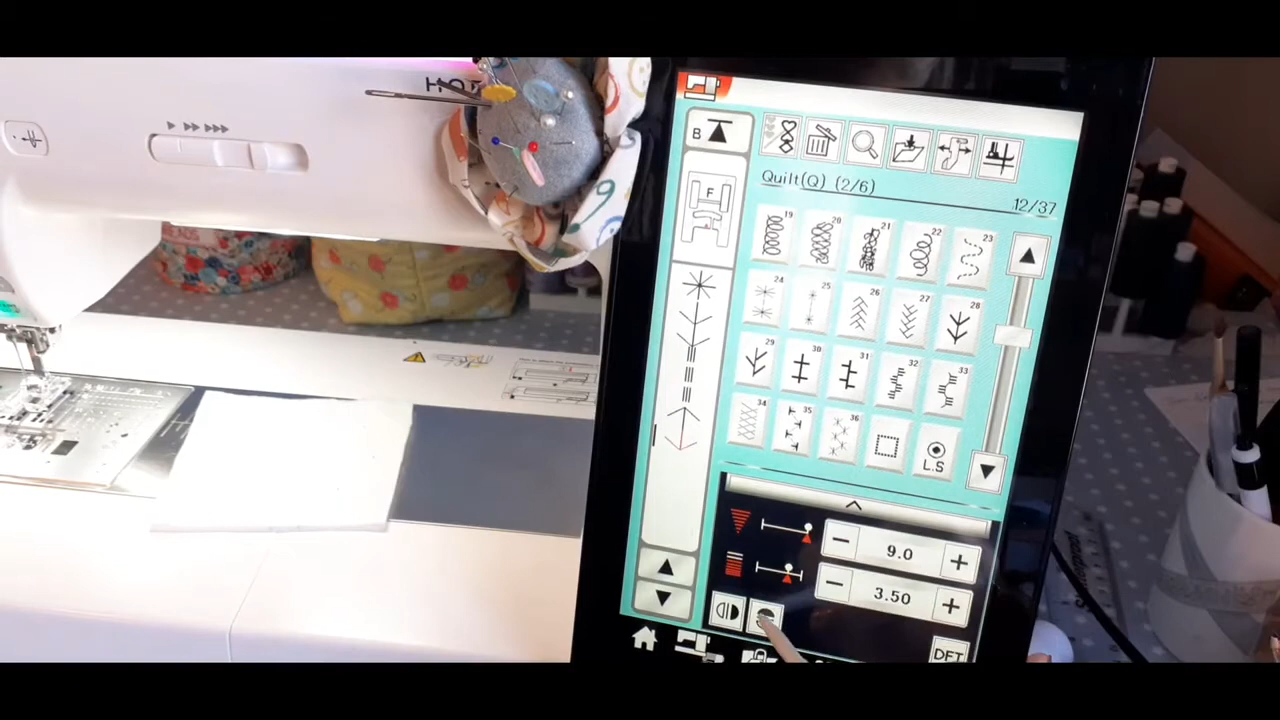 HO
B
F
Quilt(Q) (2/6)
12/37
19 20 21 22 23
24 25 26 27 28
29 30 31 32 33
34 35 36
L.S
9.0
3.50
DFT